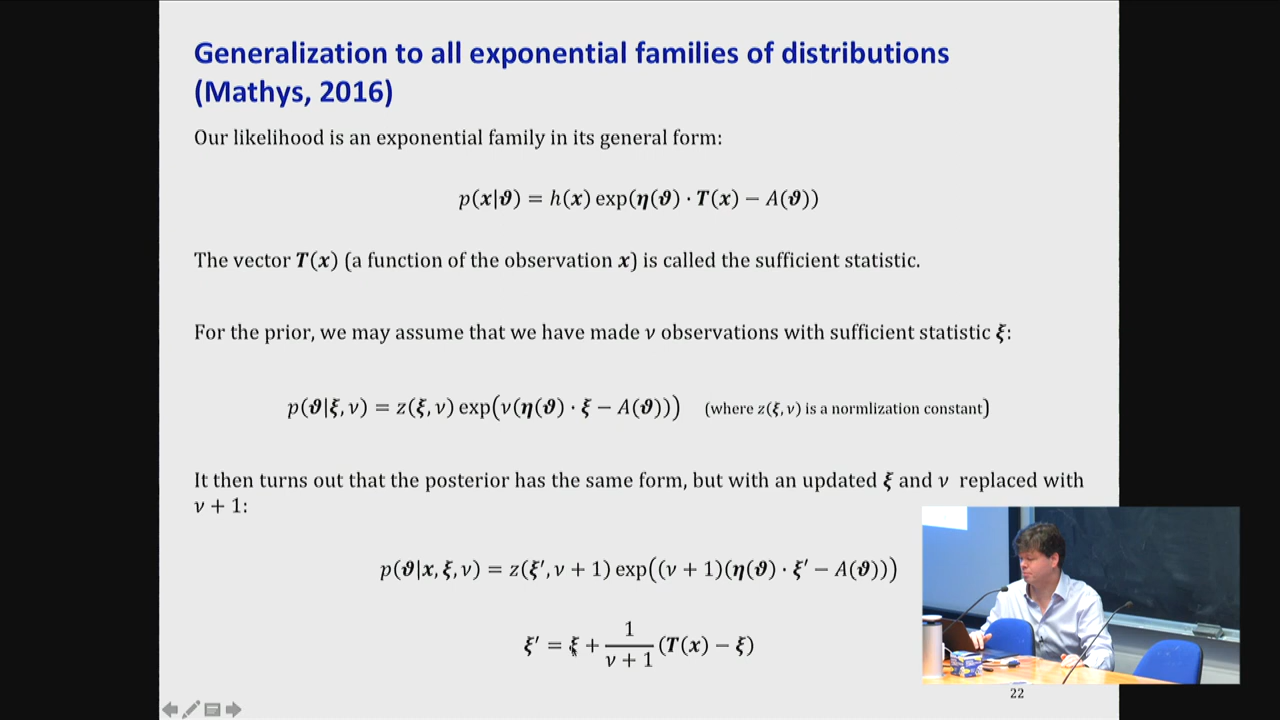 Generalization to all exponential families of distributions
(Mathys, 2016)
Our likelihood is an exponential family in its general form:
p(x|ϑ) = h(x) exp(η(ϑ) · T(x) − A(ϑ))
The vector T(x) (a function of the observation x) is called the sufficient statistic.
For the prior, we may assume that we have made ν observations with sufficient statistic ξ:
p(ϑ|ξ, ν) = z(ξ, ν) exp(ν(η(ϑ) · ξ − A(ϑ))) (where z(ξ, ν) is a normlization constant)
It then turns out that the posterior has the same form, but with an updated ξ and ν replaced with
ν + 1:
p(ϑ|x, ξ, ν) = z(ξ′, ν + 1) exp((ν + 1)(η(ϑ) · ξ′ − A(ϑ)))
ξ′ = ξ + 1/(ν + 1) (T(x) − ξ)
22